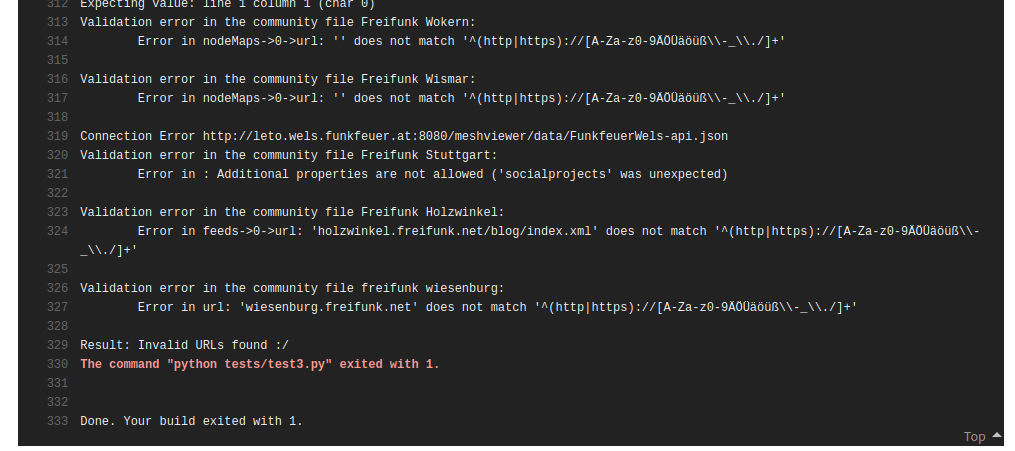 312 Expecting value: line 1 column 1 (char 0)
313 Validation error in the community file Freifunk Wokern:
314 Error in nodeMaps->0->url: '' does not match '^(http|https)://[A-Za-z0-9ÄÖÜäöüß\\-_\\./]+'
315
316 Validation error in the community file Freifunk Wismar:
317 Error in nodeMaps->0->url: '' does not match '^(http|https)://[A-Za-z0-9ÄÖÜäöüß\\-_\\./]+'
318
319 Connection Error http://leto.wels.funkfeuer.at:8080/meshviewer/data/FunkfeuerWels-api.json
320 Validation error in the community file Freifunk Stuttgart:
321 Error in : Additional properties are not allowed ('socialprojects' was unexpected)
322
323 Validation error in the community file Freifunk Holzwinkel:
324 Error in feeds->0->url: 'holzwinkel.freifunk.net/blog/index.xml' does not match '^(http|https)://[A-Za-z0-9ÄÖÜäöüß\\-
_\\./]+'
325
326 Validation error in the community file freifunk wiesenburg:
327 Error in url: 'wiesenburg.freifunk.net' does not match '^(http|https)://[A-Za-z0-9ÄÖÜäöüß\\-_\\./]+'
328
329 Result: Invalid URLs found :/
330 The command "python tests/test3.py" exited with 1.
331
332
333 Done. Your build exited with 1.
Top